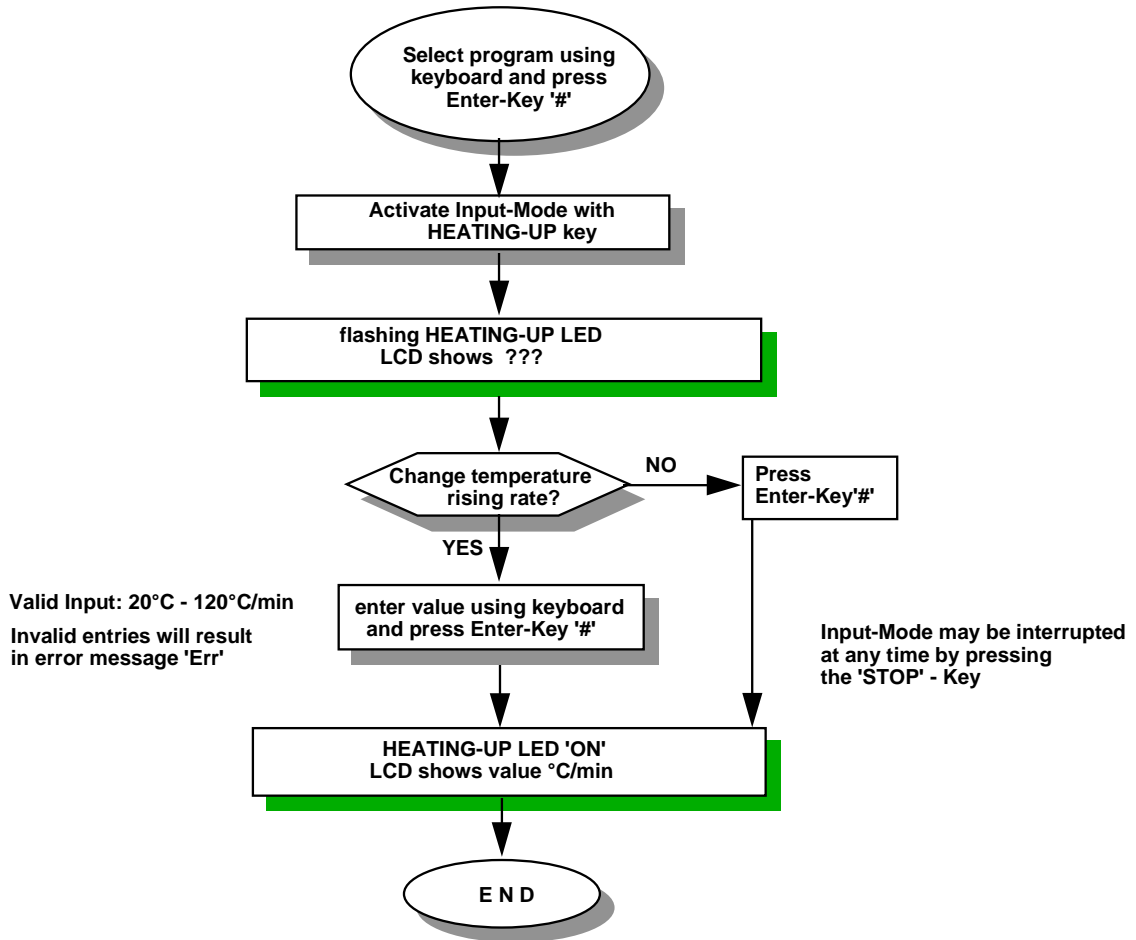 Select program using
keyboard and press
Enter-Key '#'
Activate Input-Mode with
HEATING-UP key
flashing HEATING-UP LED
LCD shows ???
Change temperature
rising rate?
NO
Press
Enter-Key'#'
YES
Valid Input: 20°C - 120°C/min
Invalid entries will result
in error message 'Err'
enter value using keyboard
and press Enter-Key '#'
Input-Mode may be interrupted
at any time by pressing
the 'STOP' - Key
HEATING-UP LED 'ON'
LCD shows value °C/min
E N D